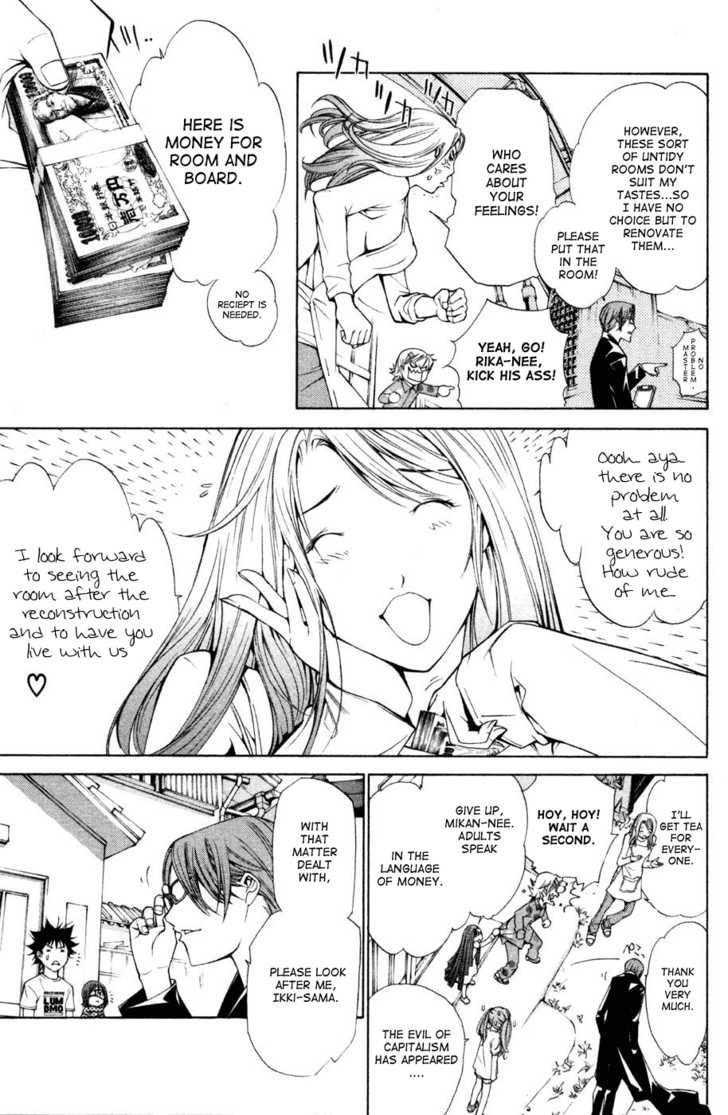 HOWEVER,
THESE SORT
OF UNTIDY
ROOMS DON'T
SUIT MY
TASTES...SO
I HAVE NO
CHOICE BUT TO
RENOVATE
THEM...
NO
PROBLEM,
MASTER
PLEASE
PUT THAT
IN THE
ROOM!
WHO
CARES
ABOUT
YOUR
FEELINGS!
YEAH, GO!
RIKA-NEE,
KICK HIS ASS!
HERE IS
MONEY FOR
ROOM AND
BOARD.
NO
RECIEPT IS
NEEDED.
10000
1000
Oooh aya
there is no
problem
at all
You are so
generous!
How rude
of me
I look forward
to seeing the
room after the
reconstruction
and to have you
live with us
♡
I'LL
GET TEA
FOR
EVERY-
ONE.
HOY, HOY!
WAIT A
SECOND.
GIVE UP,
MIKAN-NEE.
ADULTS
SPEAK
IN THE
LANGUAGE
OF MONEY.
THANK
YOU
VERY
MUCH.
THE EVIL OF
CAPITALISM
HAS APPEARED
....
WITH
THAT
MATTER
DEALT
WITH,
PLEASE LOOK
AFTER ME,
IKKI-SAMA.
LUM
BMO